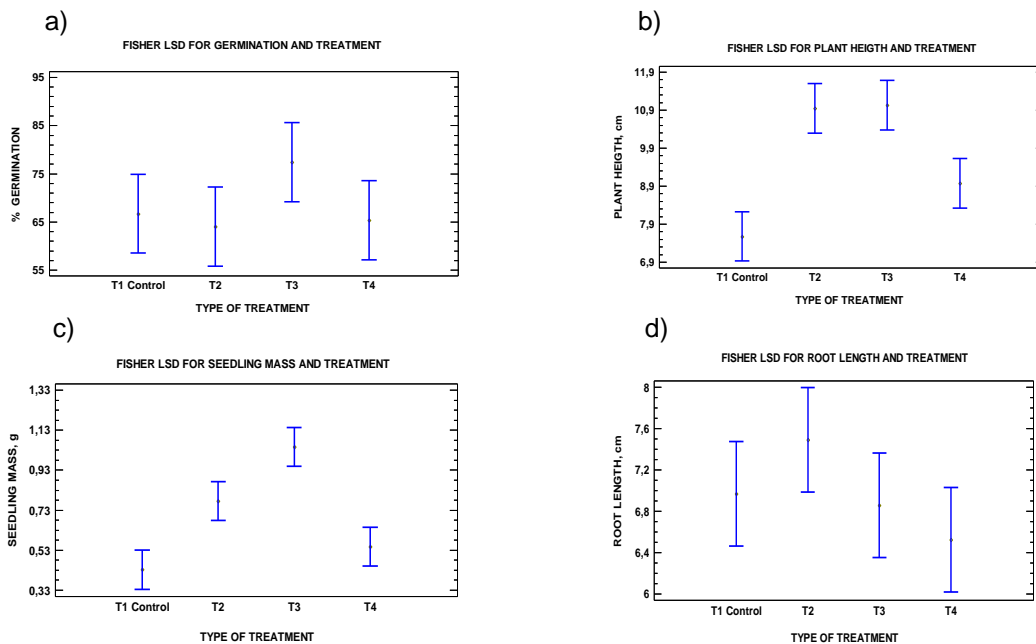 a)
FISHER LSD FOR GERMINATION AND TREATMENT
95
85
75
65
55
% GERMINATION
T1 Control T2 T3 T4
TYPE OF TREATMENT
b)
FISHER LSD FOR PLANT HEIGTH AND TREATMENT
11,9
10,9
9,9
8,9
7,9
6,9
PLANT HEIGTH, cm
T1 Control T2 T3 T4
TYPE OF TREATMENT
c)
FISHER LSD FOR SEEDLING MASS AND TREATMENT
1,33
1,13
0,93
0,73
0,53
0,33
SEEDLING MASS, g
T1 Control T2 T3 T4
TYPE OF TREATMENT
d)
FISHER LSD FOR ROOT LENGTH AND TREATMENT
8
7,6
7,2
6,8
6,4
6
ROOT LENGTH, cm
T1 Control T2 T3 T4
TYPE OF TREATMENT